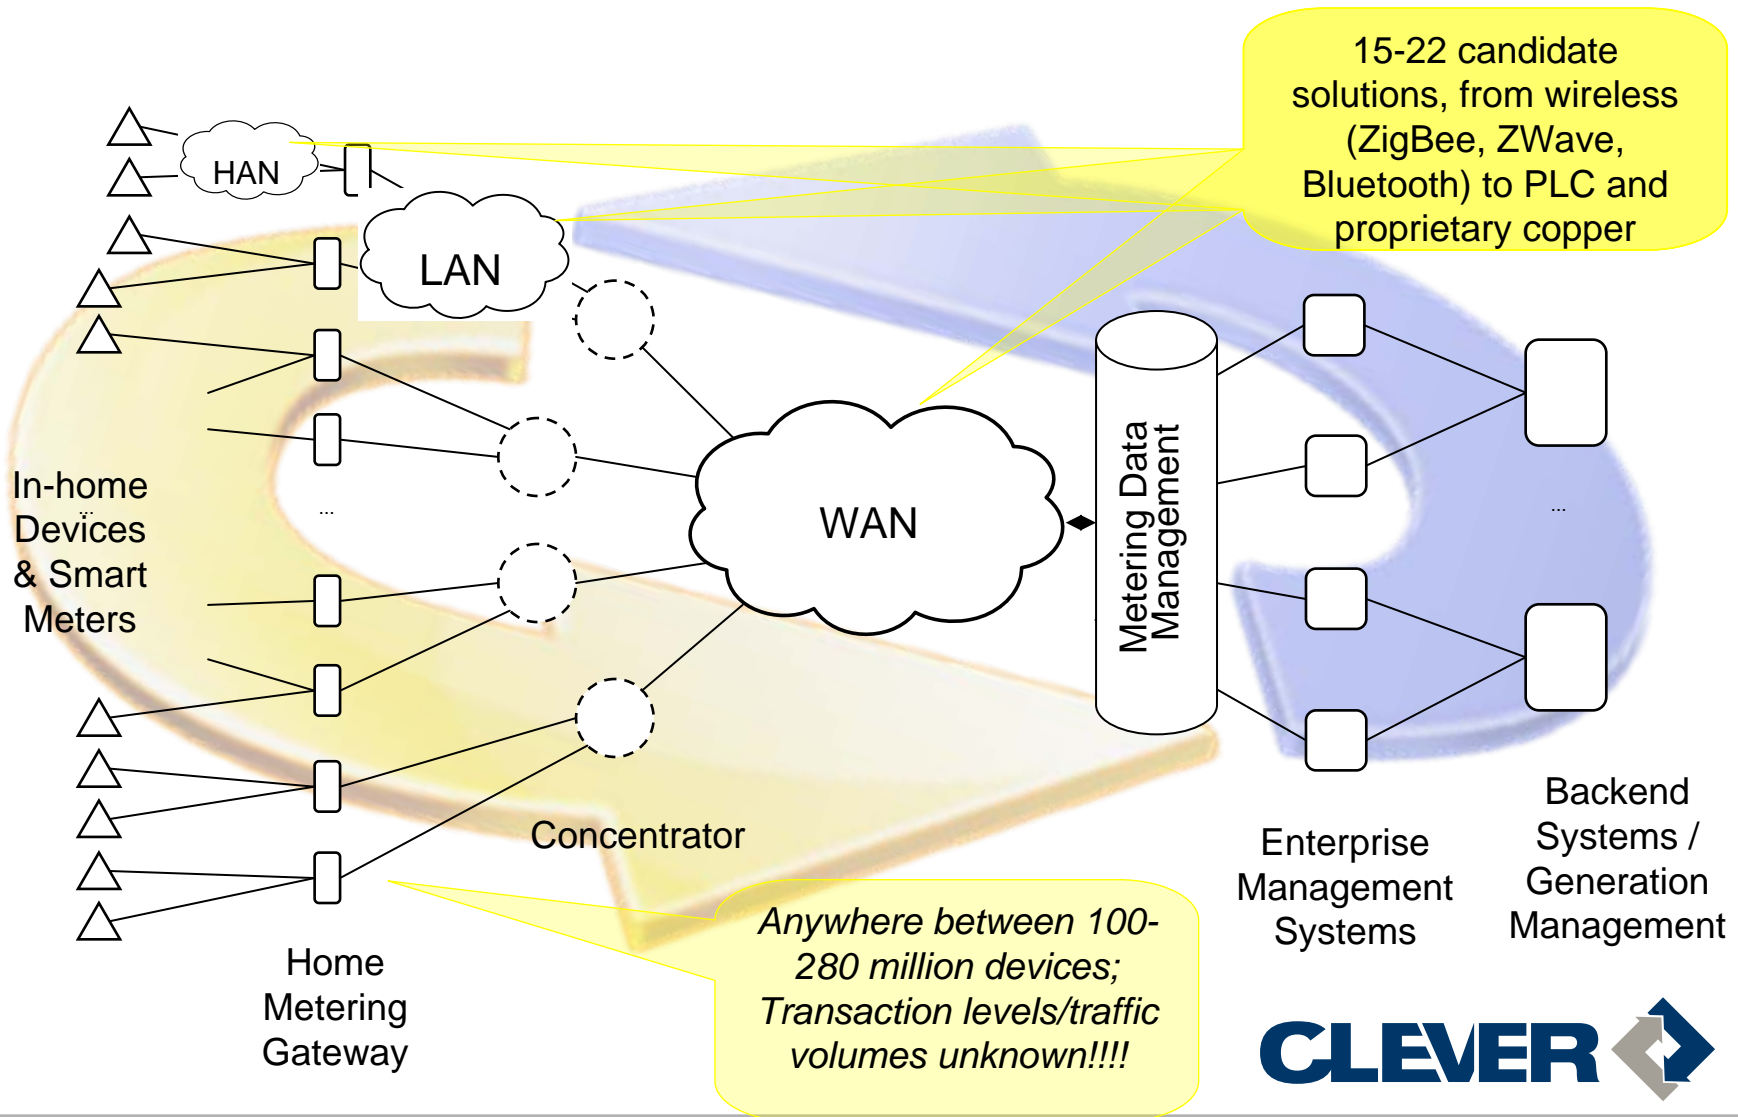 15-22 candidate
solutions, from wireless
(ZigBee, ZWave,
Bluetooth) to PLC and
proprietary copper
HAN
LAN
WAN
Metering Data
Management
In-home
...
Devices
& Smart
Meters
...
...
Concentrator
Home
Metering
Gateway
Anywhere between 100-
280 million devices;
Transaction levels/traffic
volumes unknown!!!!
Enterprise
Management
Systems
Backend
Systems /
Generation
Management
CLEVER